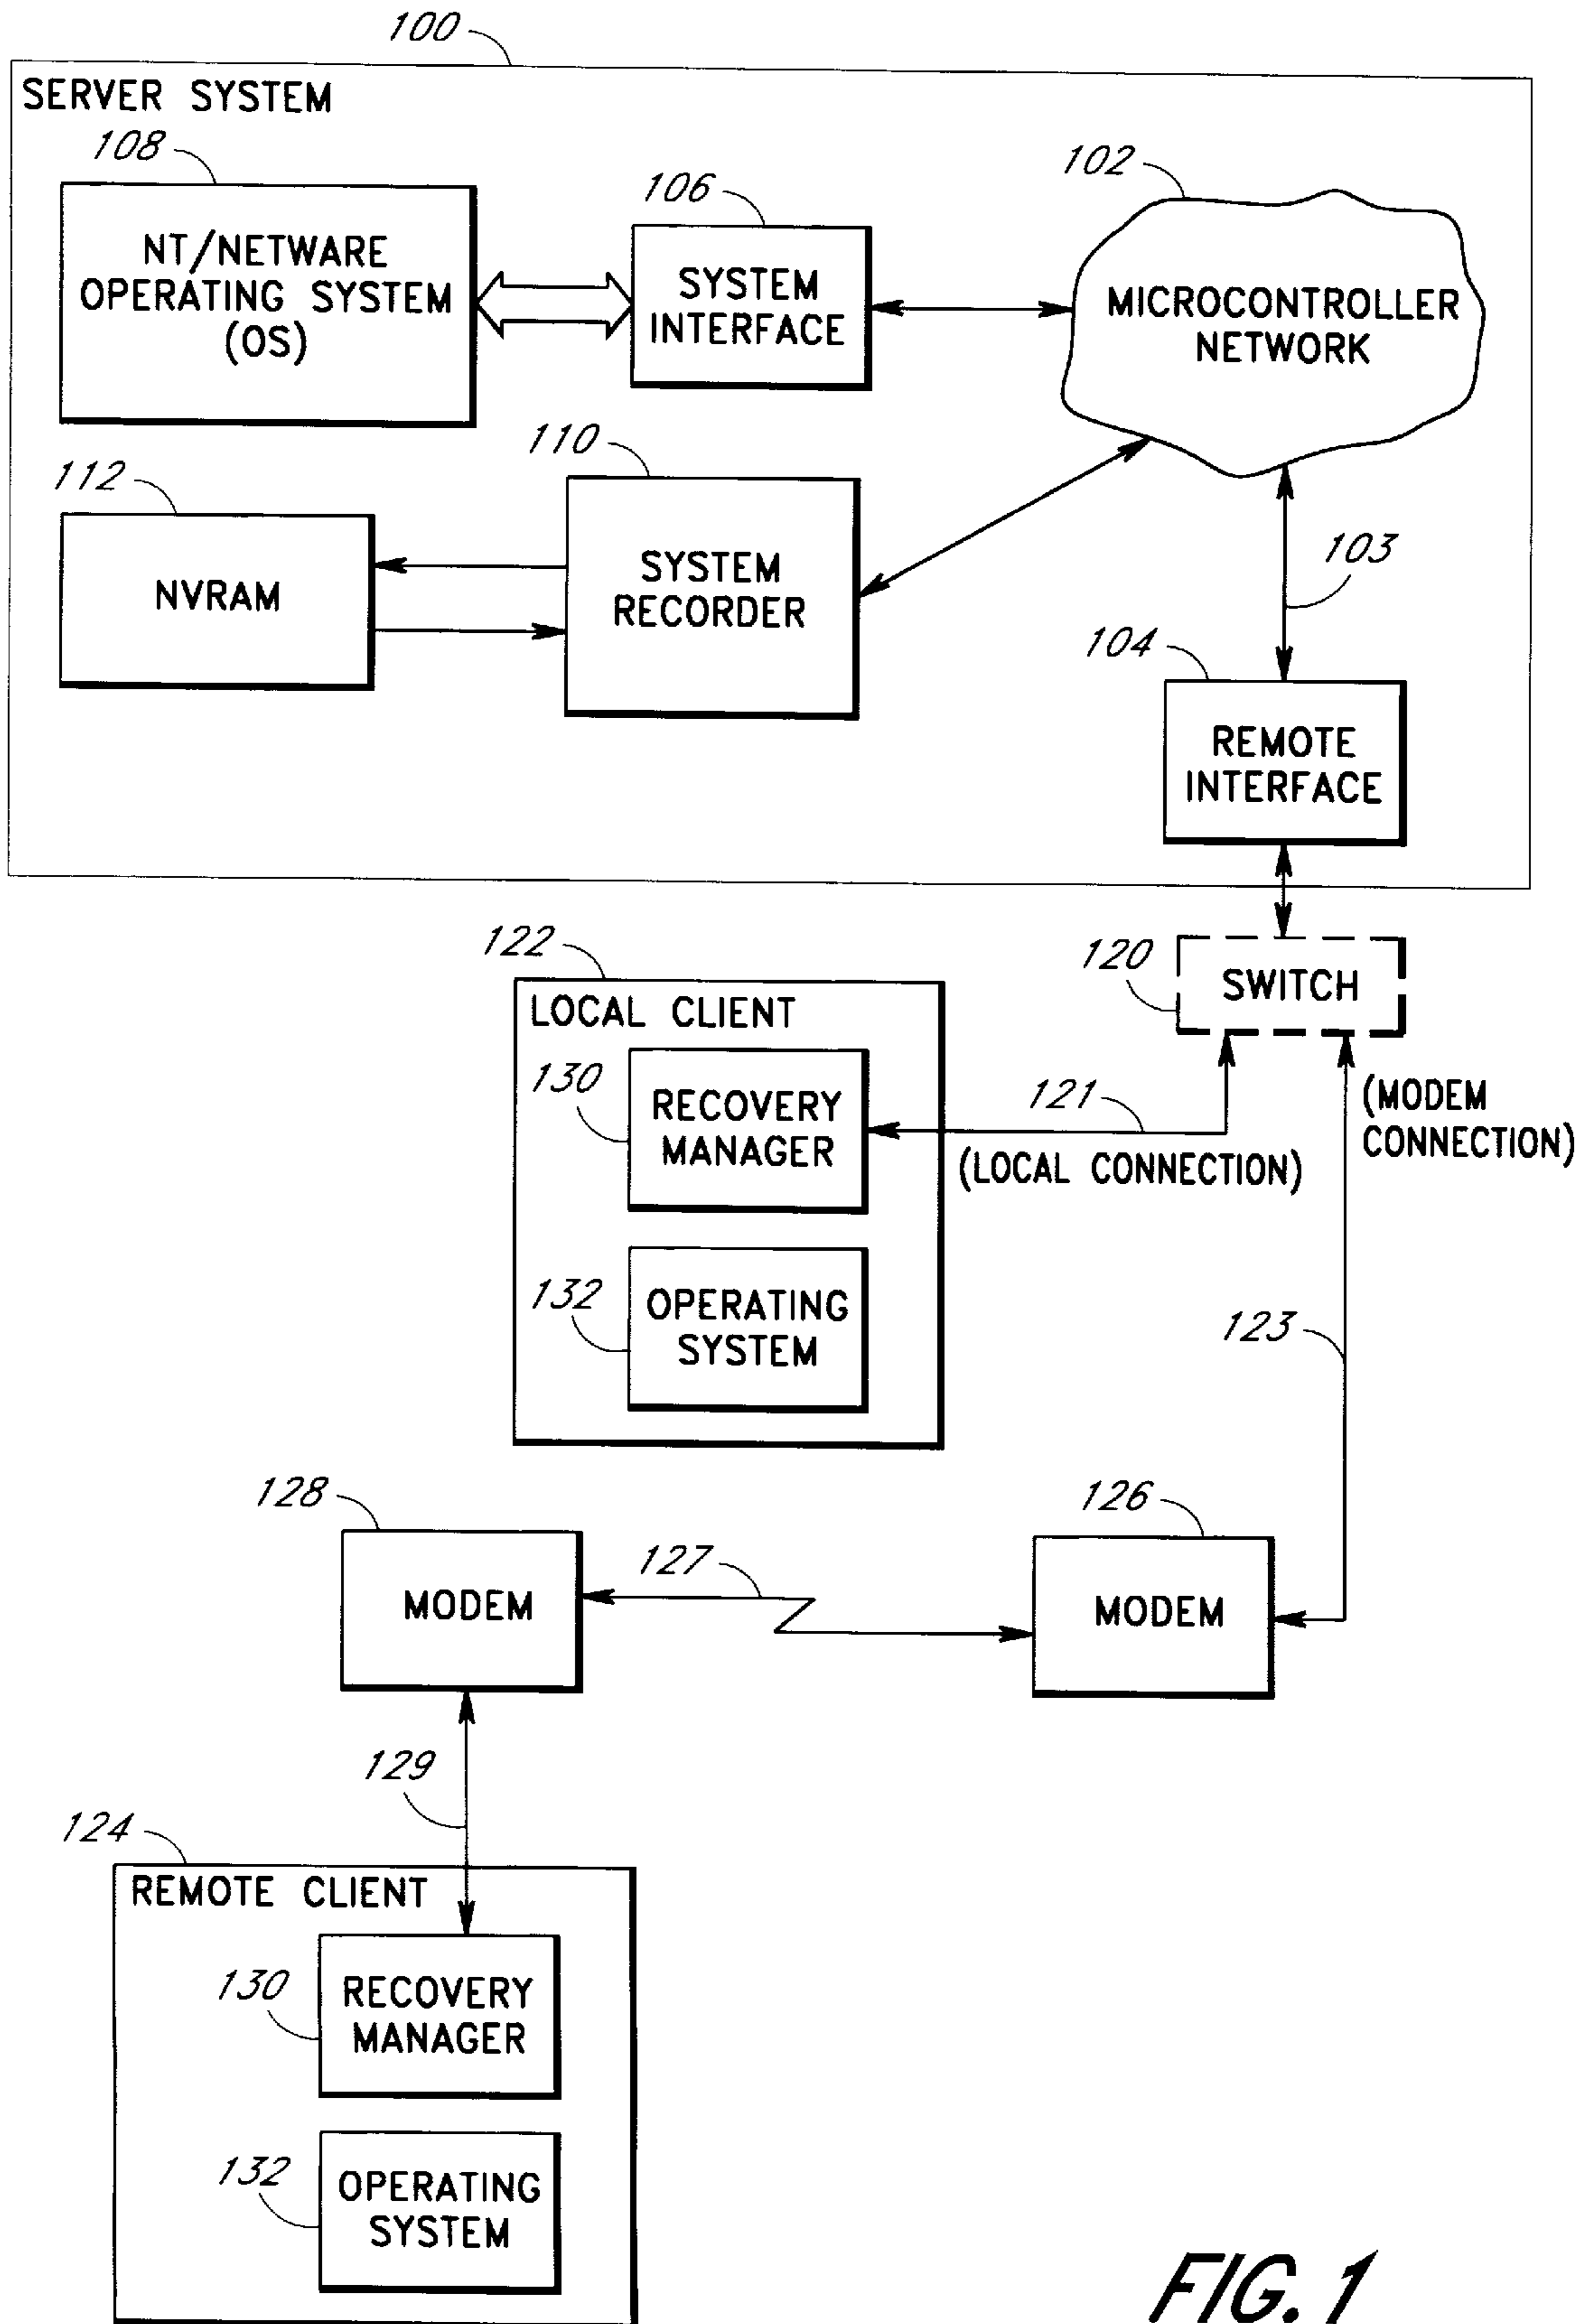 100
SERVER SYSTEM
108
NT/NETWARE
OPERATING SYSTEM
(OS)
106
SYSTEM
INTERFACE
102
MICROCONTROLLER
NETWORK
112
NVRAM
110
SYSTEM
RECORDER
103
104
REMOTE
INTERFACE
120
SWITCH
122
LOCAL CLIENT
130
RECOVERY
MANAGER
121
(LOCAL CONNECTION)
(MODEM
CONNECTION)
132
OPERATING
SYSTEM
123
128
MODEM
127
126
MODEM
129
124
REMOTE CLIENT
130
RECOVERY
MANAGER
132
OPERATING
SYSTEM
FIG. 1